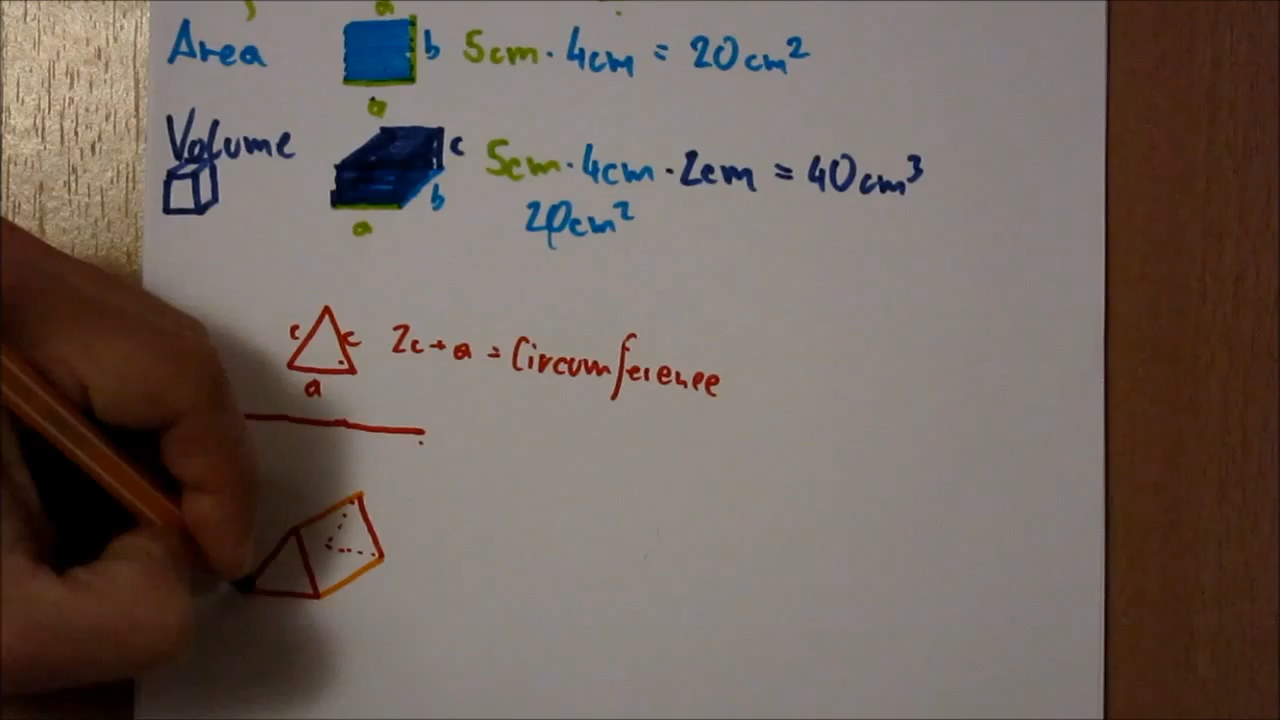 a
Area b 5cm · 4cm = 20cm²
a
Volume c 5cm · 4cm · 2cm = 40cm³
b 20cm²
a
c c 2c + a = Circumference
a